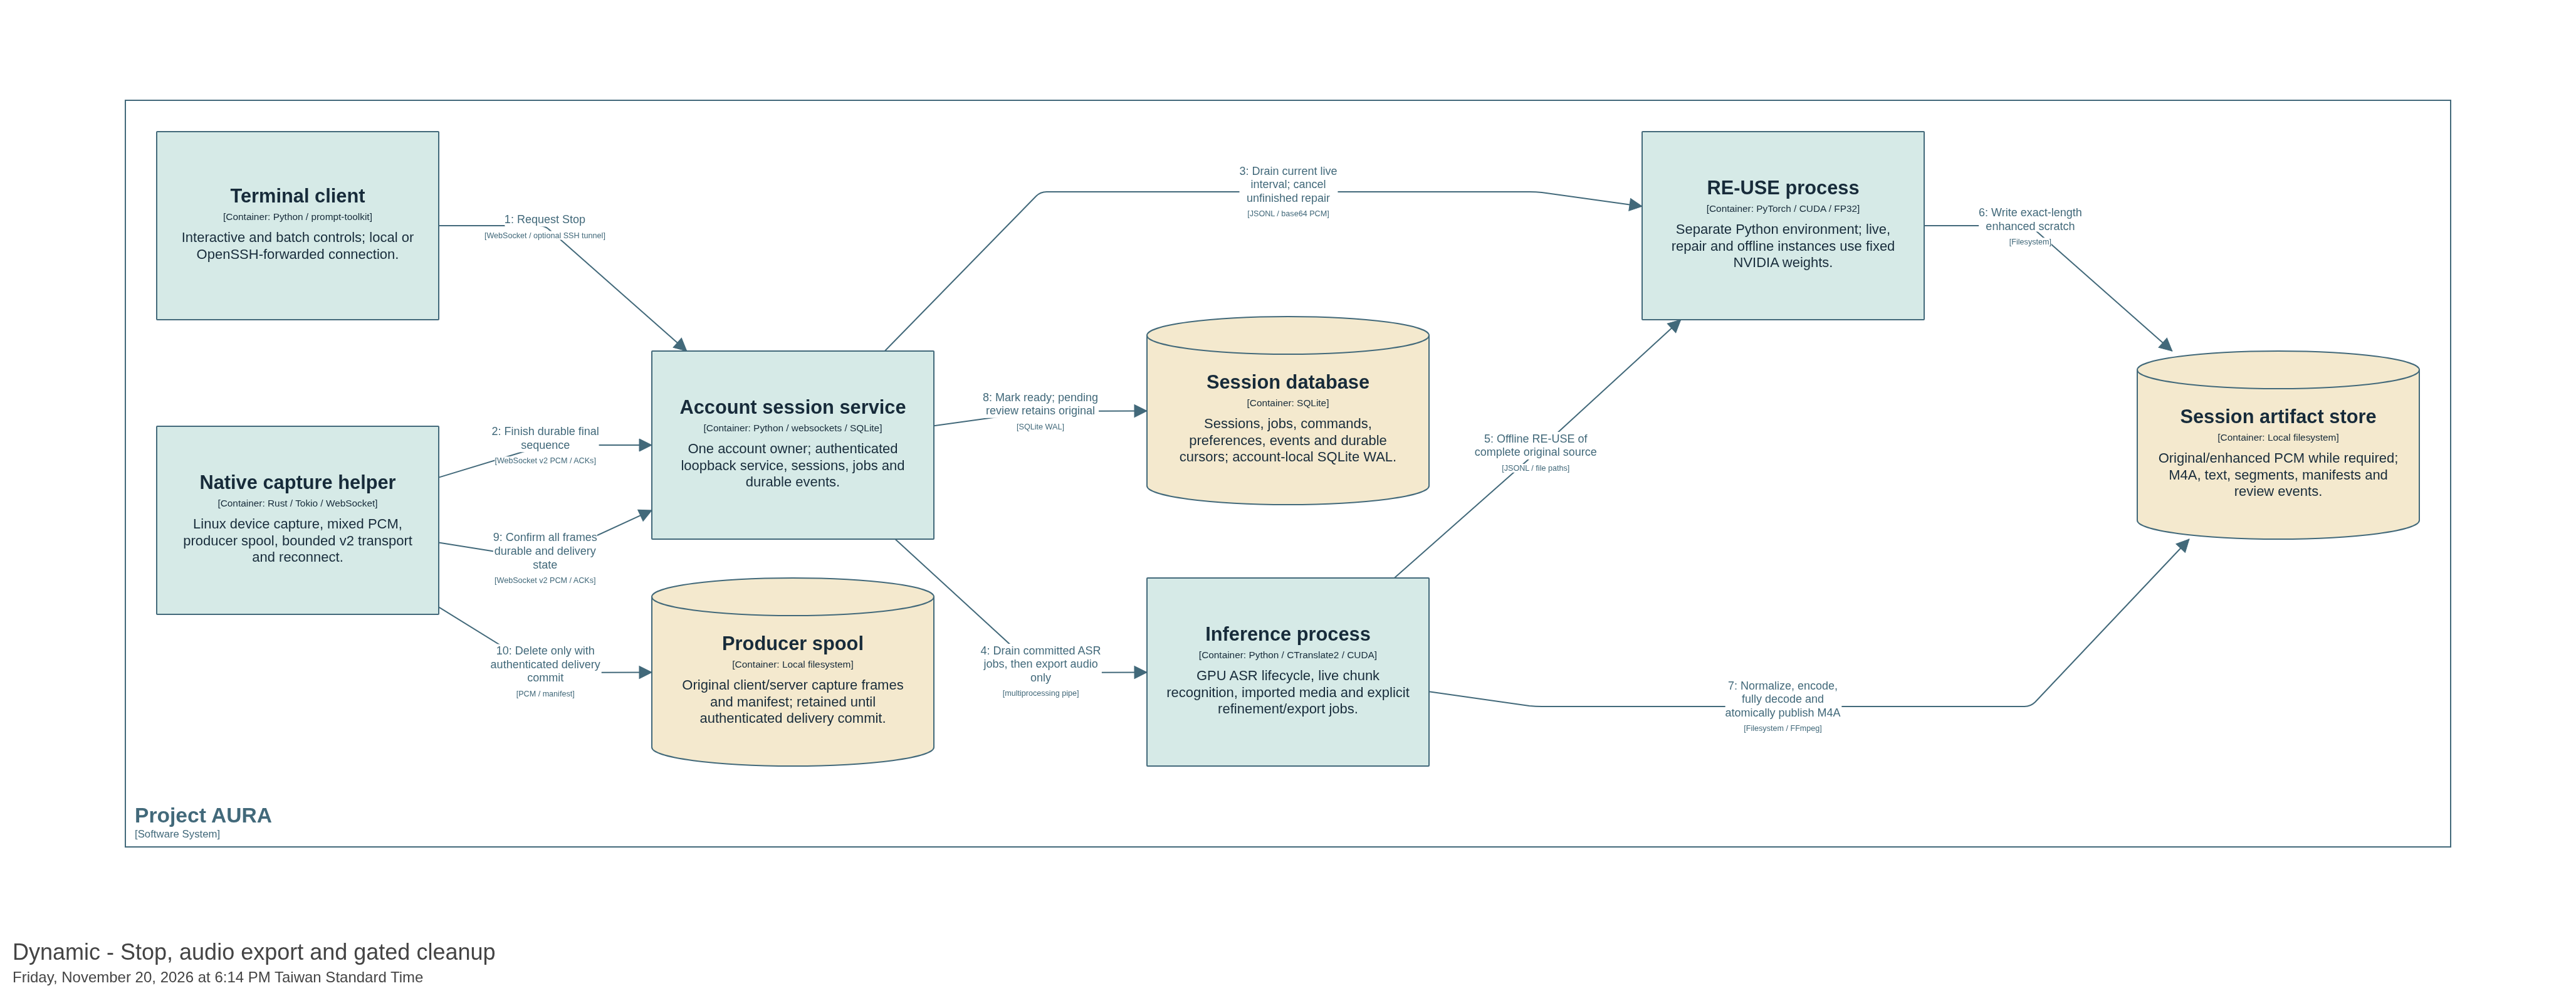 Terminal client
[Container: Python / prompt-toolkit]
Interactive and batch controls; local or
OpenSSH-forwarded connection.
1: Request Stop
[WebSocket / optional SSH tunnel]
3: Drain current live
interval; cancel
unfinished repair
[JSONL / base64 PCM]
RE-USE process
[Container: PyTorch / CUDA / FP32]
Separate Python environment; live,
repair and offline instances use fixed
NVIDIA weights.
6: Write exact-length
enhanced scratch
[Filesystem]
Native capture helper
[Container: Rust / Tokio / WebSocket]
Linux device capture, mixed PCM,
producer spool, bounded v2 transport
and reconnect.
2: Finish durable final
sequence
[WebSocket v2 PCM / ACKs]
9: Confirm all frames
durable and delivery
state
[WebSocket v2 PCM / ACKs]
10: Delete only with
authenticated delivery
commit
[PCM / manifest]
Account session service
[Container: Python / websockets / SQLite]
One account owner; authenticated
loopback service, sessions, jobs and
durable events.
8: Mark ready; pending
review retains original
[SQLite WAL]
Session database
[Container: SQLite]
Sessions, jobs, commands,
preferences, events and durable
cursors; account-local SQLite WAL.
5: Offline RE-USE of
complete original source
[JSONL / file paths]
Session artifact store
[Container: Local filesystem]
Original/enhanced PCM while required;
M4A, text, segments, manifests and
review events.
Producer spool
[Container: Local filesystem]
Original client/server capture frames
and manifest; retained until
authenticated delivery commit.
4: Drain committed ASR
jobs, then export audio
only
[multiprocessing pipe]
Inference process
[Container: Python / CTranslate2 / CUDA]
GPU ASR lifecycle, live chunk
recognition, imported media and explicit
refinement/export jobs.
7: Normalize, encode,
fully decode and
atomically publish M4A
[Filesystem / FFmpeg]
Project AURA
[Software System]
Dynamic - Stop, audio export and gated cleanup
Friday, November 20, 2026 at 6:14 PM Taiwan Standard Time